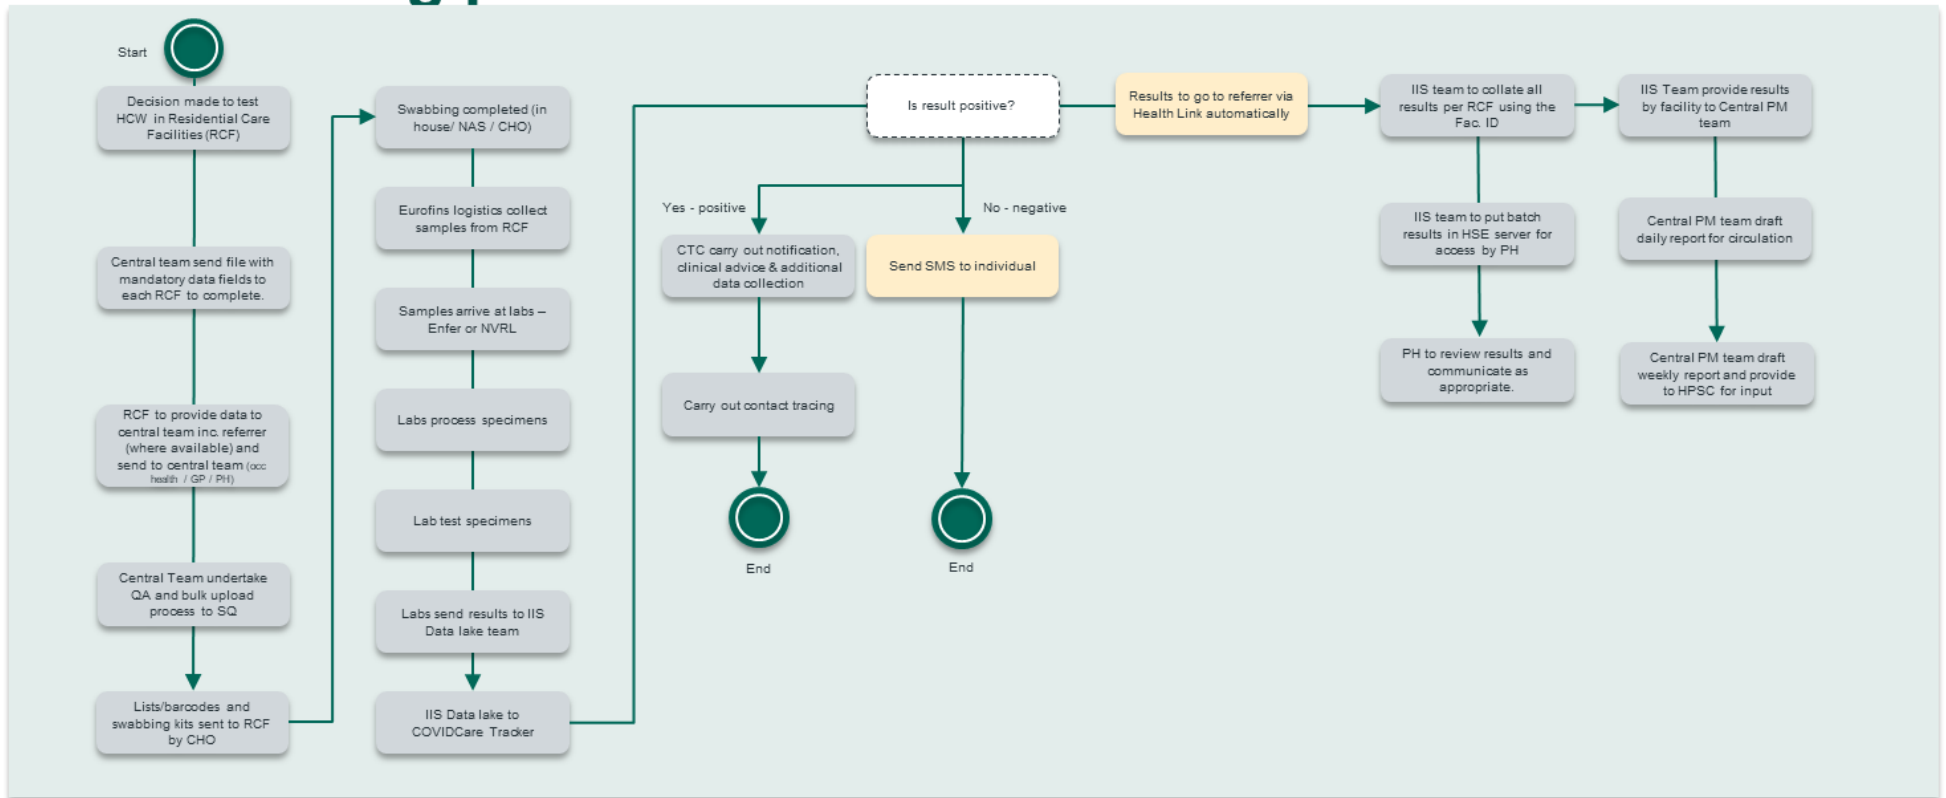 Start
Decision made to test
HCW in Residential Care
Facilities (RCF)
Central team send file with
mandatory data fields to
each RCF to complete.
RCF to provide data to
central team inc. referrer
(where available) and
send to central team (occ
health / GP / PH)
Central Team undertake
QA and bulk upload
process to SQ
Lists/barcodes and
swabbing kits sent to RCF
by CHO
Swabbing completed (in
house/ NAS / CHO)
Eurofins logistics collect
samples from RCF
Samples arrive at labs –
Enfer or NVRL
Labs process specimens
Lab test specimens
Labs send results to IIS
Data lake team
IIS Data lake to
COVIDCare Tracker
Is result positive?
Yes - positive
No - negative
CTC carry out notification,
clinical advice & additional
data collection
Carry out contact tracing
End
Send SMS to individual
End
Results to go to referrer via
Health Link automatically
IIS team to collate all
results per RCF using the
Fac. ID
IIS team to put batch
results in HSE server for
access by PH
PH to review results and
communicate as
appropriate.
IIS Team provide results
by facility to Central PM
team
Central PM team draft
daily report for circulation
Central PM team draft
weekly report and provide
to HPSC for input